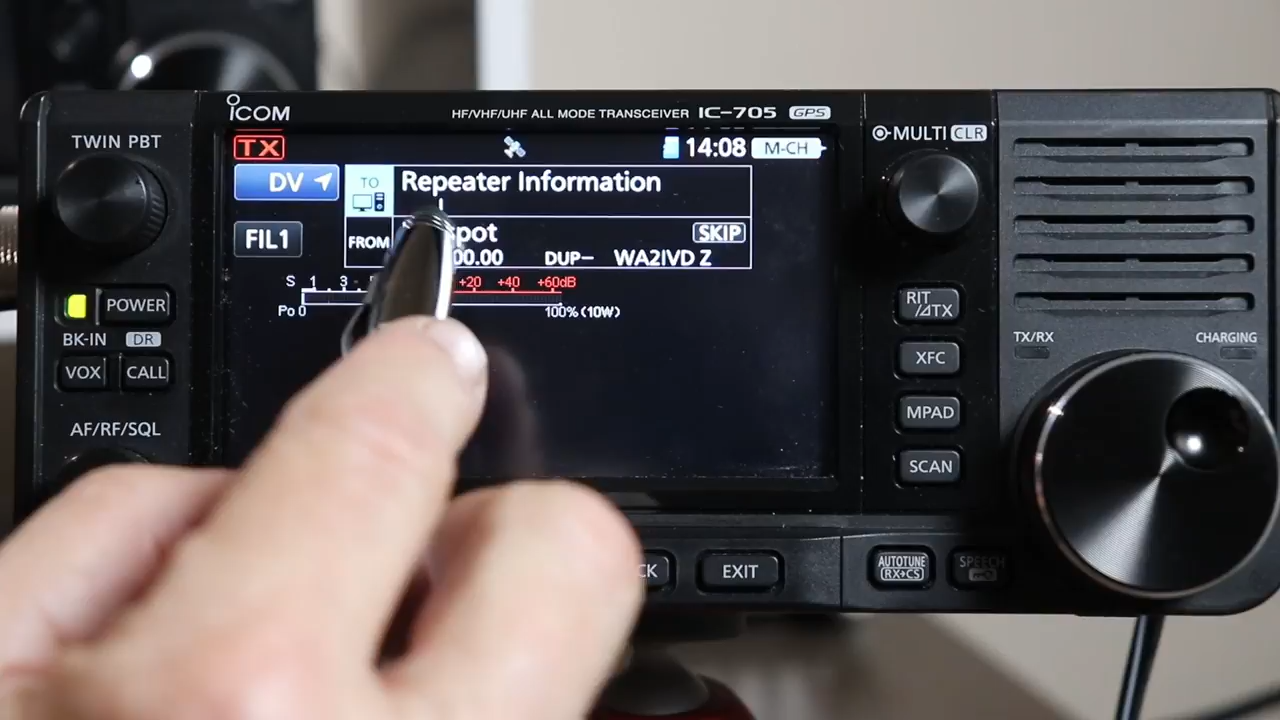 ICOM HF/VHF/UHF ALL MODE TRANSCEIVER IC-705 GPS
TWIN PBT
TX 14:08 M-CH
MULTI CLR
DV TO Repeater Information
I
FIL1 FROM SKIP
00.00 DUP– WA2IVD Z
S 1 3 +20 +40 +60dB
Po 0 100% (10W)
POWER
BK-IN DR
VOX CALL
AF/RF/SQL
RIT/⊿TX
XFC
MPAD
SCAN
TX/RX CHARGING
EXIT
AUTOTUNE
RX→CS
SPEECH